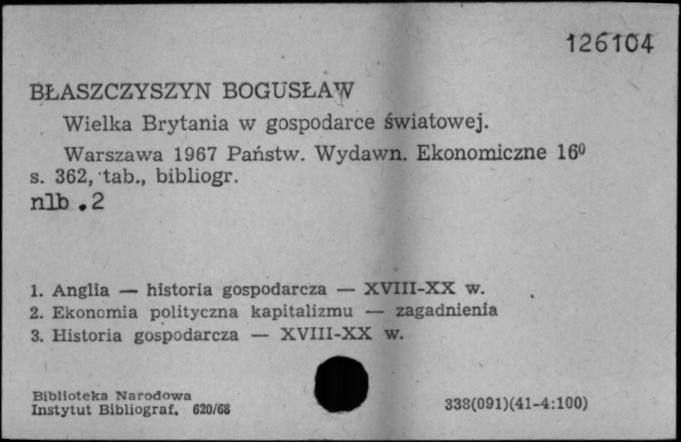 126104
BŁASZCZYSZYN BOGUSŁAW
Wielka Brytania w gospodarce światowej.
Warszawa 1967 Państw. Wydawn. Ekonomiczne 16⁰
s. 362, tab., bibliogr.
nlb .2
1. Anglia — historia gospodarcza — XVIII-XX w.
2. Ekonomia polityczna kapitalizmu — zagadnienia
3. Historia gospodarcza — XVIII-XX w.
Biblioteka Narodowa
Instytut Bibliograf. 620/68
338(091)(41-4:100)